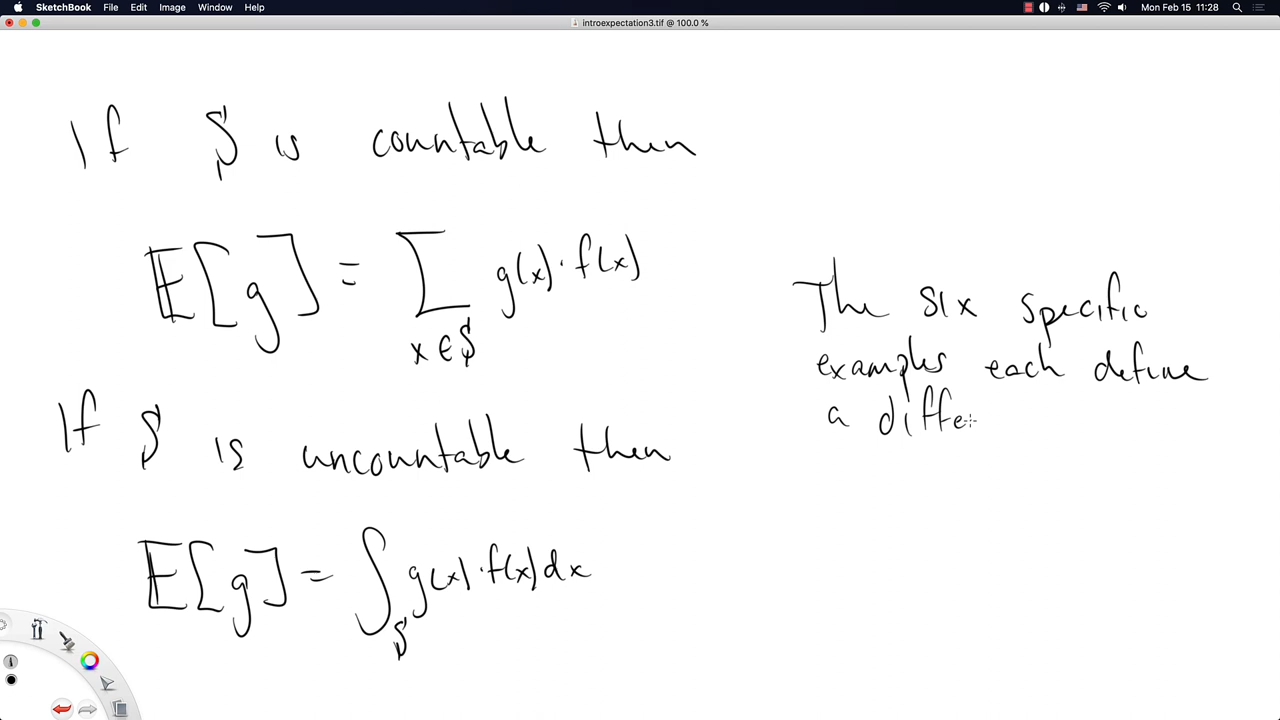 SketchBook File Edit Image Window Help
Mon Feb 15 11:28
introexpectation3.tif @ 100.0 %
If $ is countable then
E[g] = ∑ g(x)·f(x)
x∈$
If $ is uncountable then
E[g] = ∫ g(x)·f(x)dx
$
The six specific
examples each define
a diffe